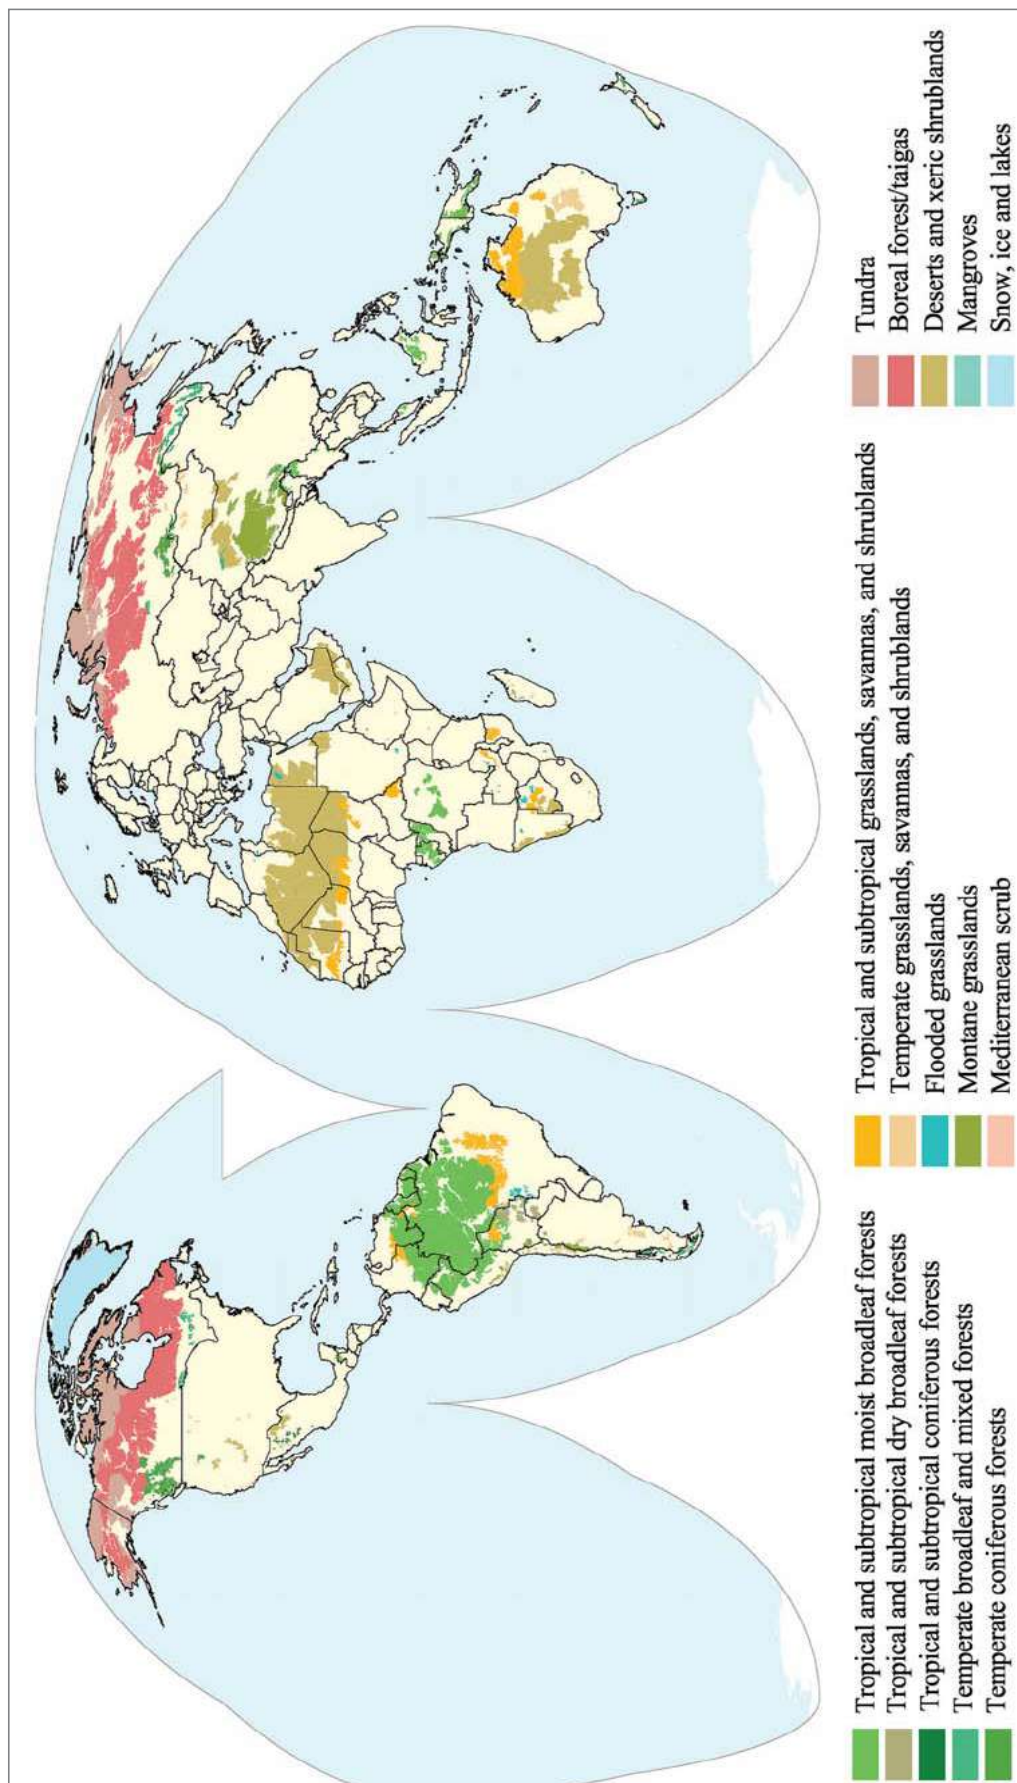 Tropical and subtropical moist broadleaf forests
Tropical and subtropical dry broadleaf forests
Tropical and subtropical coniferous forests
Temperate broadleaf and mixed forests
Temperate coniferous forests
Tropical and subtropical grasslands, savannas, and shrublands
Temperate grasslands, savannas, and shrublands
Flooded grasslands
Montane grasslands
Mediterranean scrub
Tundra
Boreal forest/taigas
Deserts and xeric shrublands
Mangroves
Snow, ice and lakes